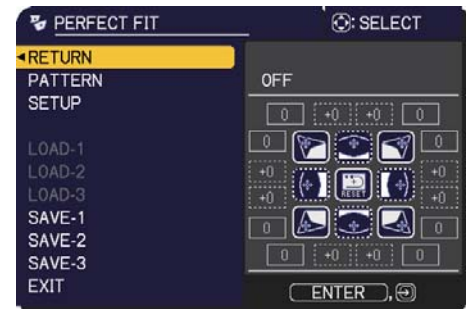 PERFECT FIT
: SELECT
RETURN
PATTERN
SETUP
LOAD-1
LOAD-2
LOAD-3
SAVE-1
SAVE-2
SAVE-3
EXIT
OFF
0 +0 +0 0
0 0
+0 +0
+0 RESET +0
0 0
0 +0 +0 0
ENTER ,